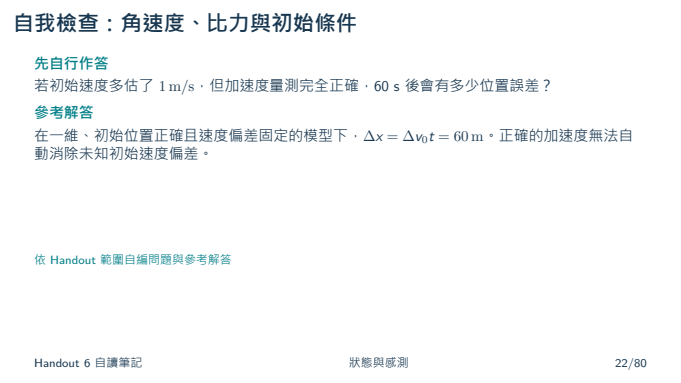 自我檢查：角速度、比力與初始條件
先自行作答
若初始速度多估了 1 m/s，但加速度量測完全正確，60 s 後會有多少位置誤差？
參考解答
在一維、初始位置正確且速度偏差固定的模型下，Δx = Δv₀t = 60 m。正確的加速度無法自
動消除未知初始速度偏差。
依 Handout 範圍自編問題與參考解答
Handout 6 自讀筆記
狀態與感測
22/80